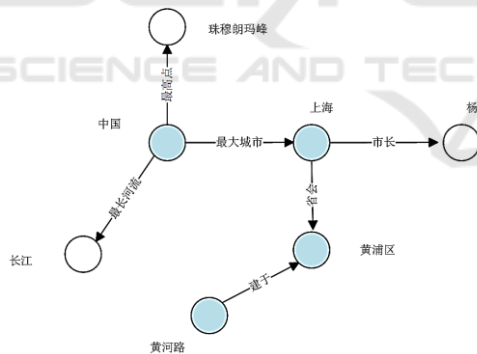 珠穆朗玛峰
SCIENCE AND TEC
最高点
中国
上海
杨
最大城市
市长
最长河流
省会
长江
黄浦区
建于
黄河路